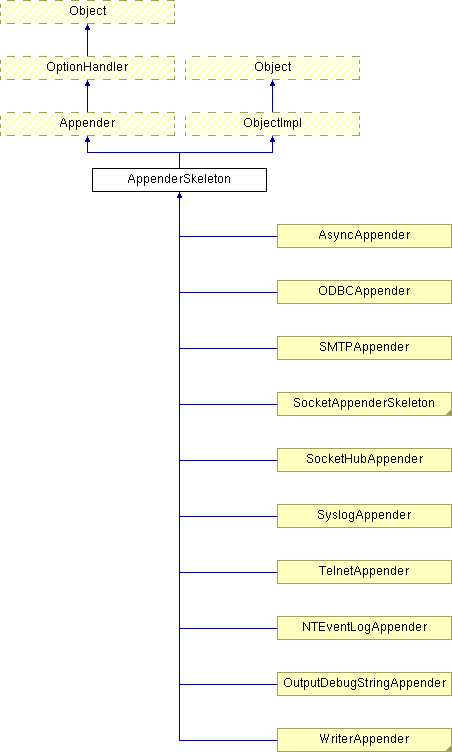 Object
OptionHandler
Object
Appender
ObjectImpl
AppenderSkeleton
AsyncAppender
ODBCAppender
SMTPAppender
SocketAppenderSkeleton
SocketHubAppender
SyslogAppender
TelnetAppender
NTEventLogAppender
OutputDebugStringAppender
WriterAppender